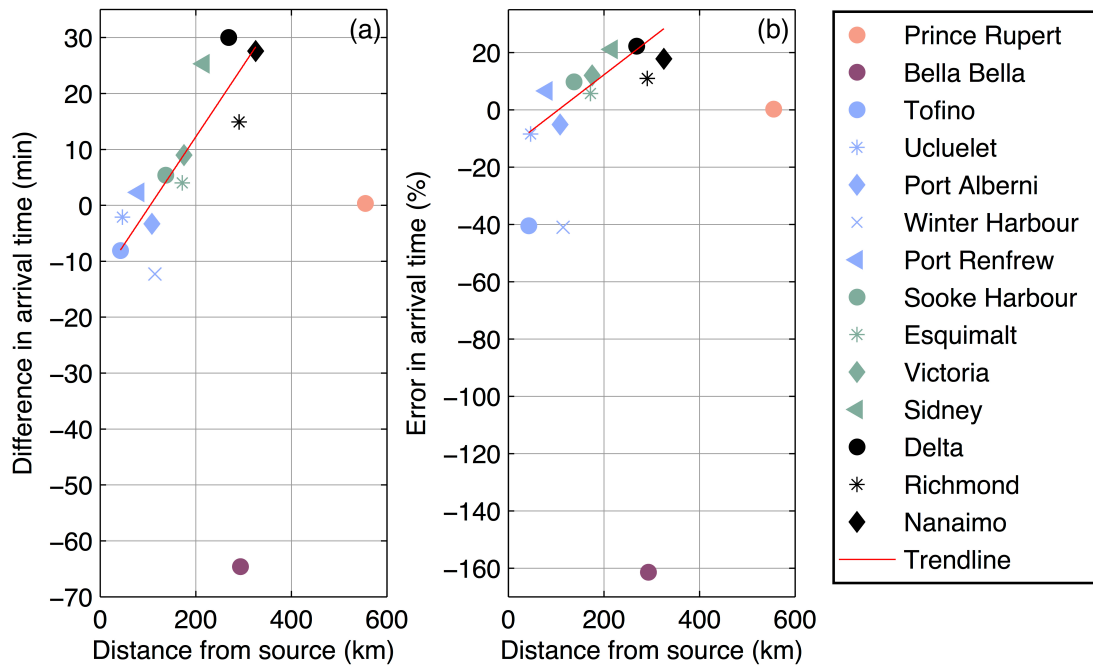 (a)
30
20
10
0
−10
−20
−30
−40
−50
−60
−70
Difference in arrival time (min)
0 200 400 600
Distance from source (km)
(b)
20
0
−20
−40
−60
−80
−100
−120
−140
−160
Error in arrival time (%)
0 200 400 600
Distance from source (km)
Prince Rupert
Bella Bella
Tofino
Ucluelet
Port Alberni
Winter Harbour
Port Renfrew
Sooke Harbour
Esquimalt
Victoria
Sidney
Delta
Richmond
Nanaimo
Trendline